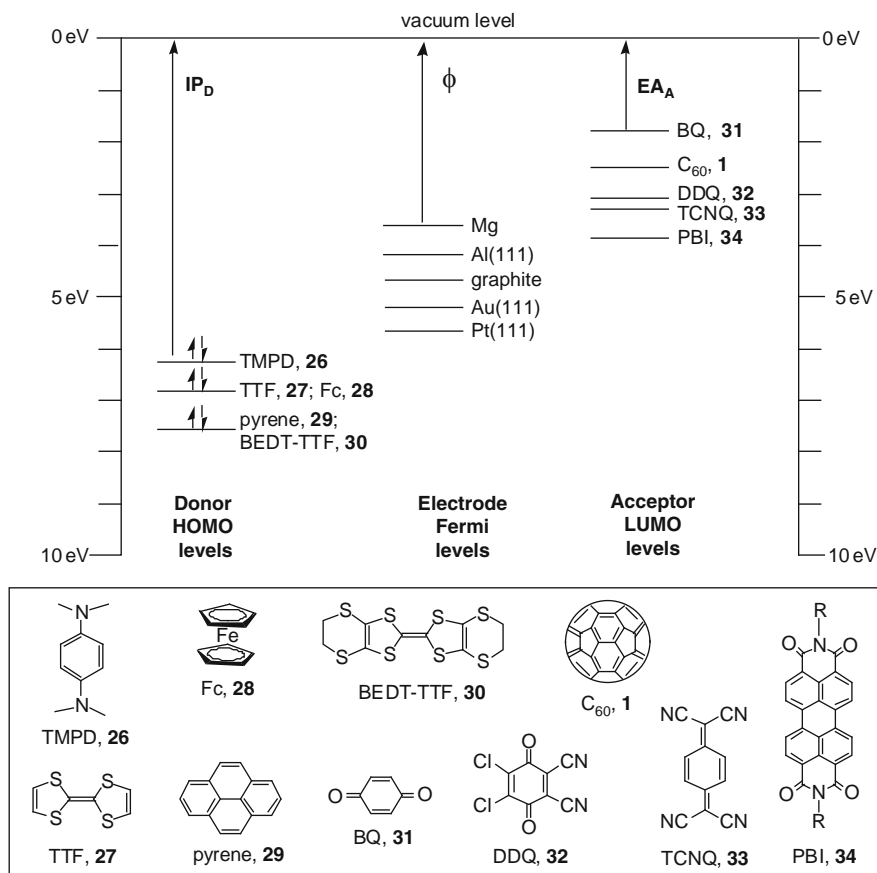 vacuum level
0 eV
0 eV
IP_D
ϕ
EA_A
BQ, 31
C60, 1
DDQ, 32
TCNQ, 33
PBI, 34
Mg
Al(111)
graphite
Au(111)
Pt(111)
5 eV
5 eV
TMPD, 26
TTF, 27; Fc, 28
pyrene, 29;
BEDT-TTF, 30
Donor
HOMO
levels
Electrode
Fermi
levels
Acceptor
LUMO
levels
10 eV
10 eV
N
N
TMPD, 26
Fe
Fc, 28
S S S S
S S S S
BEDT-TTF, 30
C60, 1
R
O N O
O N O
R
PBI, 34
NC CN
NC CN
TCNQ, 33
S S
S S
TTF, 27
pyrene, 29
O O
BQ, 31
O
Cl CN
Cl CN
O
DDQ, 32